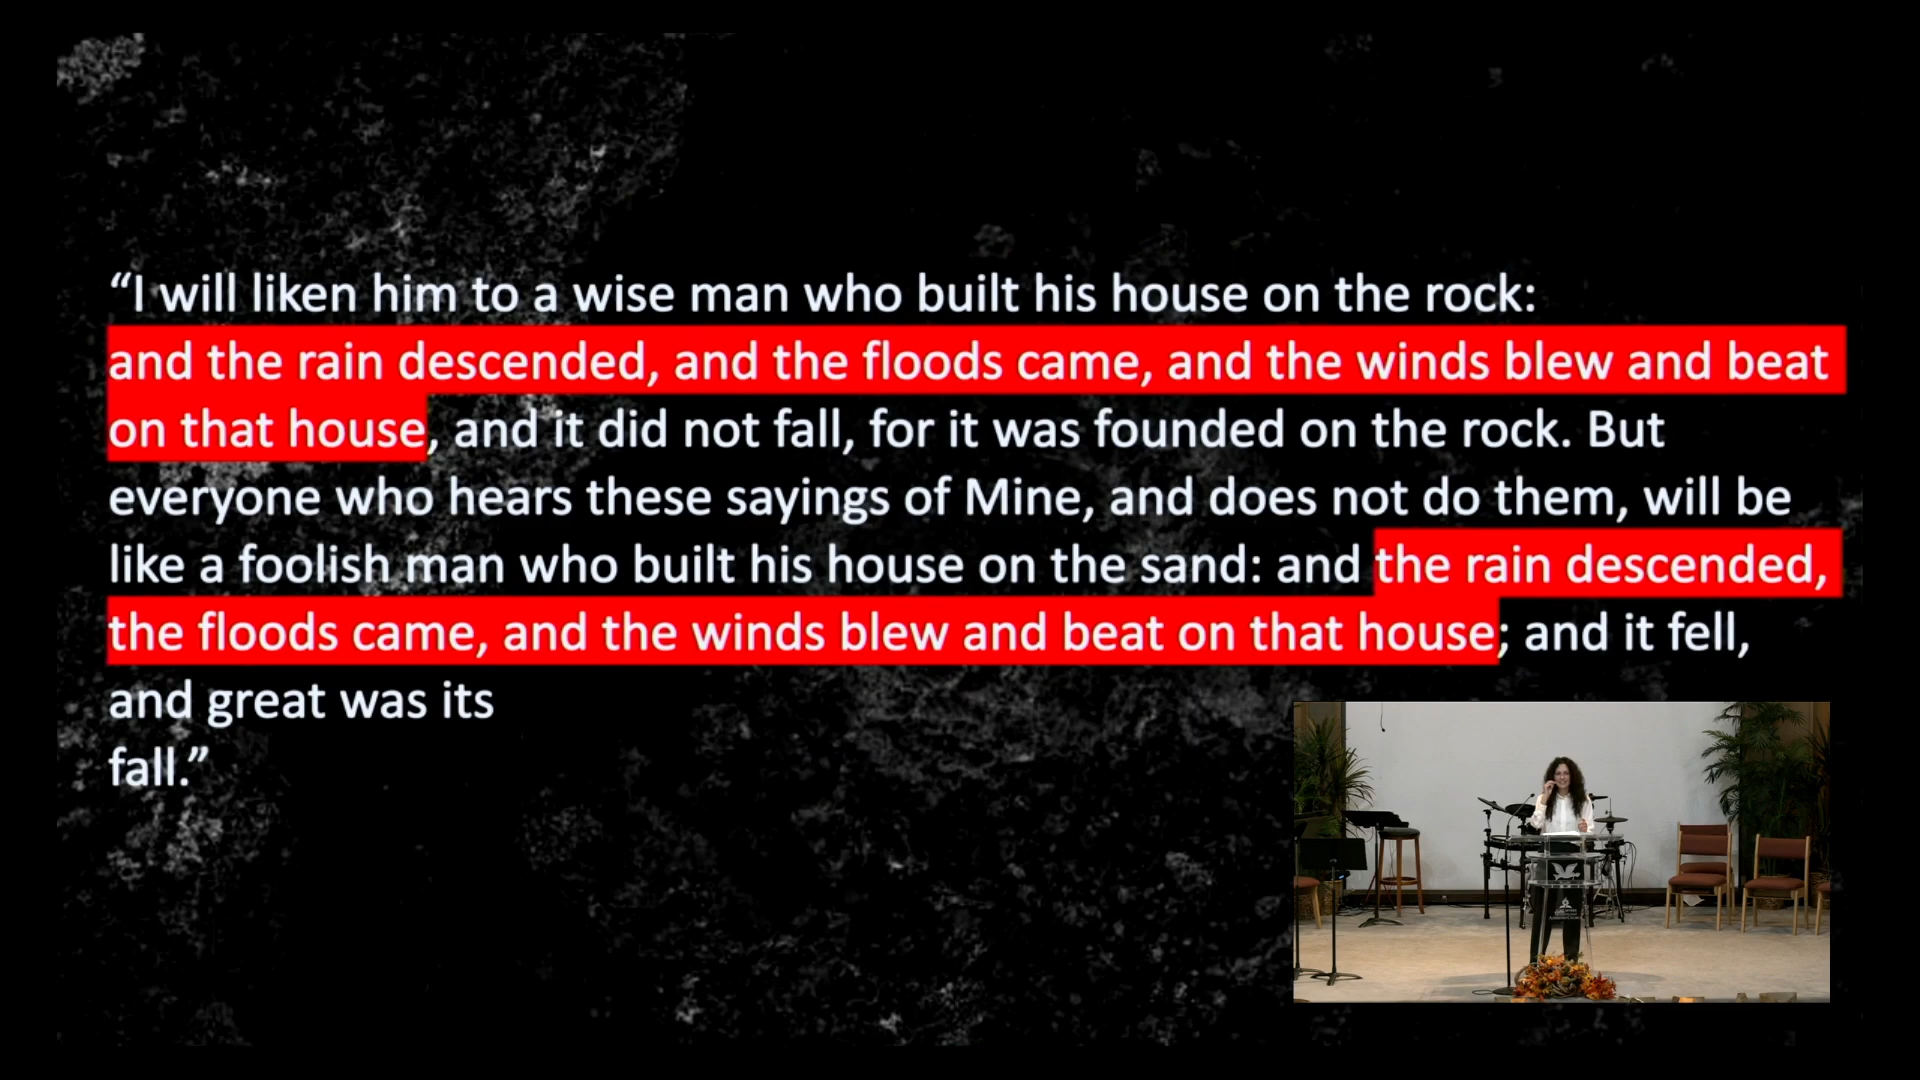 “I will liken him to a wise man who built his house on the rock:
and the rain descended, and the floods came, and the winds blew and beat
on that house, and it did not fall, for it was founded on the rock. But
everyone who hears these sayings of Mine, and does not do them, will be
like a foolish man who built his house on the sand: and the rain descended,
the floods came, and the winds blew and beat on that house; and it fell,
and great was its
fall.”